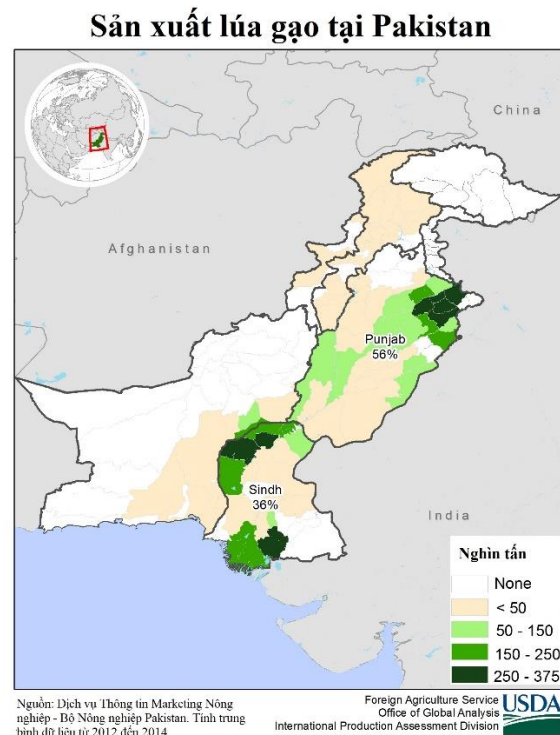 Sản xuất lúa gạo tại Pakistan
China
Afghanistan
Punjab
56%
Sindh
36%
India
Nghìn tấn
None
< 50
50 - 150
150 - 250
250 - 375
Nguồn: Dịch vụ Thông tin Marketing Nông
nghiệp - Bộ Nông nghiệp Pakistan. Tính trung
bình dữ liệu từ 2012 đến 2014
Foreign Agriculture Service
Office of Global Analysis
International Production Assessment Division
USDA